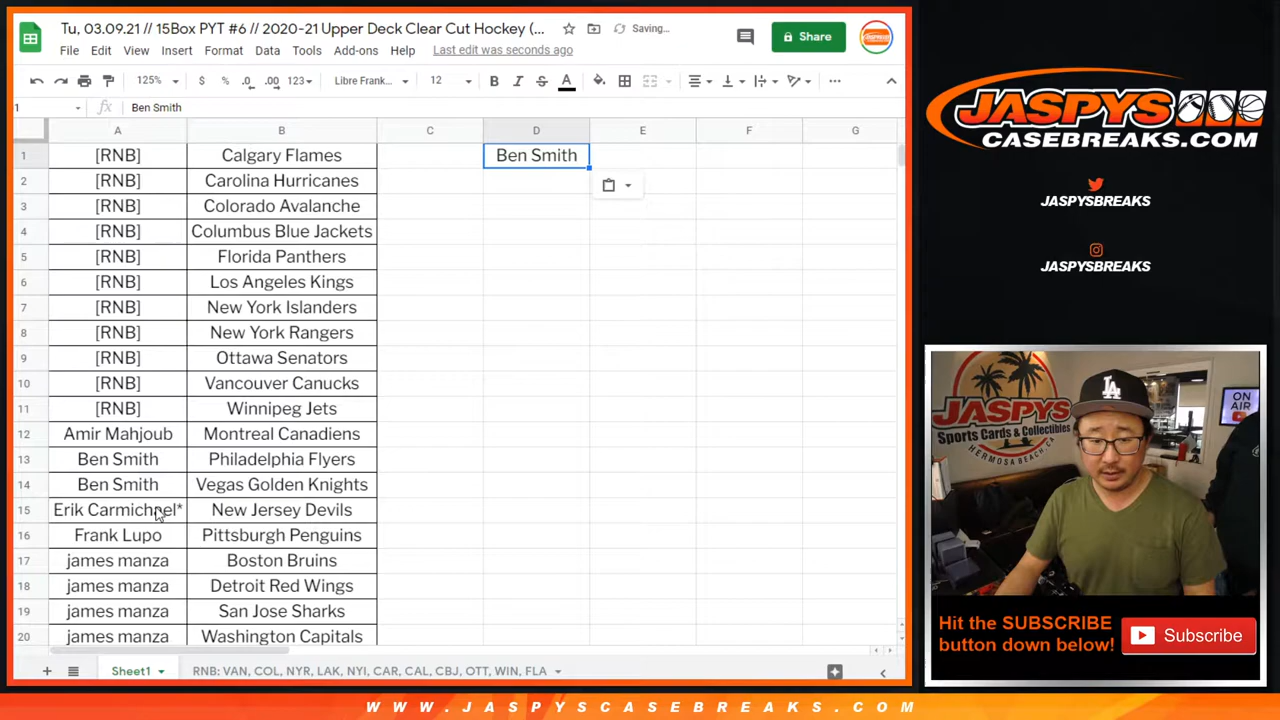 Tu, 03.09.21 // 15Box PYT #6 // 2020-21 Upper Deck Clear Cut Hockey (...
Saving...
Share
File Edit View Insert Format Data Tools Add-ons Help Last edit was seconds ago
125% $ % .0 .00 123 Libre Frank... 12 B I S A
1 fx Ben Smith
A B C D E F G
1 [RNB] Calgary Flames Ben Smith
2 [RNB] Carolina Hurricanes
3 [RNB] Colorado Avalanche
4 [RNB] Columbus Blue Jackets
5 [RNB] Florida Panthers
6 [RNB] Los Angeles Kings
7 [RNB] New York Islanders
8 [RNB] New York Rangers
9 [RNB] Ottawa Senators
10 [RNB] Vancouver Canucks
11 [RNB] Winnipeg Jets
12 Amir Mahjoub Montreal Canadiens
13 Ben Smith Philadelphia Flyers
14 Ben Smith Vegas Golden Knights
15 Erik Carmichael* New Jersey Devils
16 Frank Lupo Pittsburgh Penguins
17 james manza Boston Bruins
18 james manza Detroit Red Wings
19 james manza San Jose Sharks
20 james manza Washington Capitals
Sheet1 RNB: VAN, COL, NYR, LAK, NYI, CAR, CAL, CBJ, OTT, WIN, FLA
JASPYS
CASEBREAKS.COM
JASPYSBREAKS
JASPYSBREAKS
JASPYS
Sports Cards & Collectibles
HERMOSA BEACH, CA
LA
ON
AIR
Hit the SUBSCRIBE
button down below!
Subscribe
WWW.JASPYSCASEBREAKS.COM